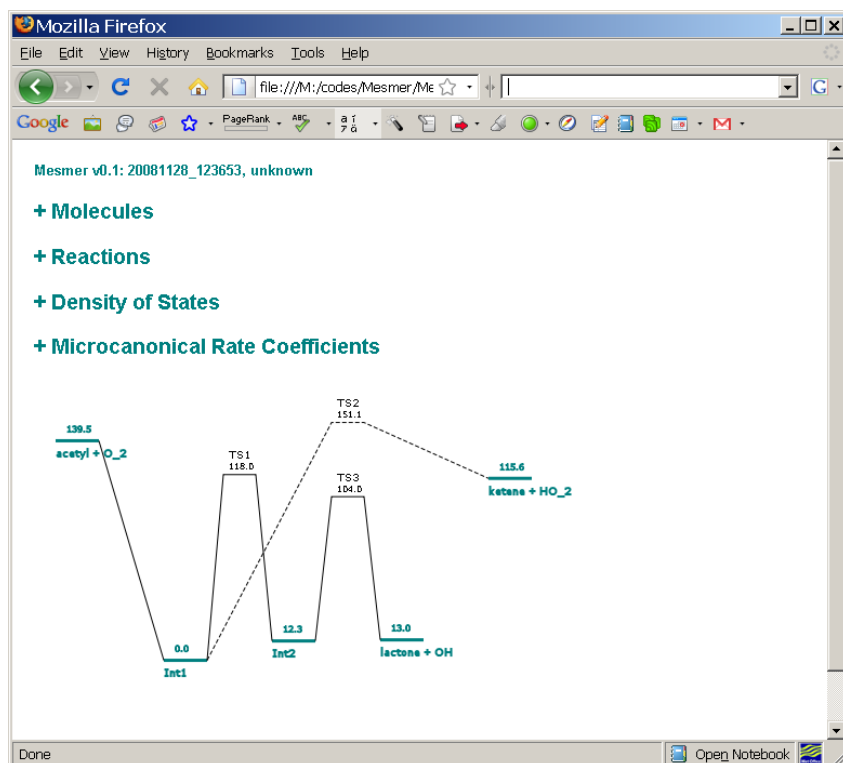 Mozilla Firefox
File Edit View History Bookmarks Tools Help
file:///M:/codes/Mesmer/Me
G
Google PageRank ABC
Mesmer v0.1: 20081128_123653, unknown
+ Molecules
+ Reactions
+ Density of States
+ Microcanonical Rate Coefficients
TS2
151.1
139.5
acetyl + O_2
TS1
118.0
TS3
104.0
115.6
ketene + HO_2
0.0
Int1
12.3
Int2
13.0
lactone + OH
Done Open Notebook